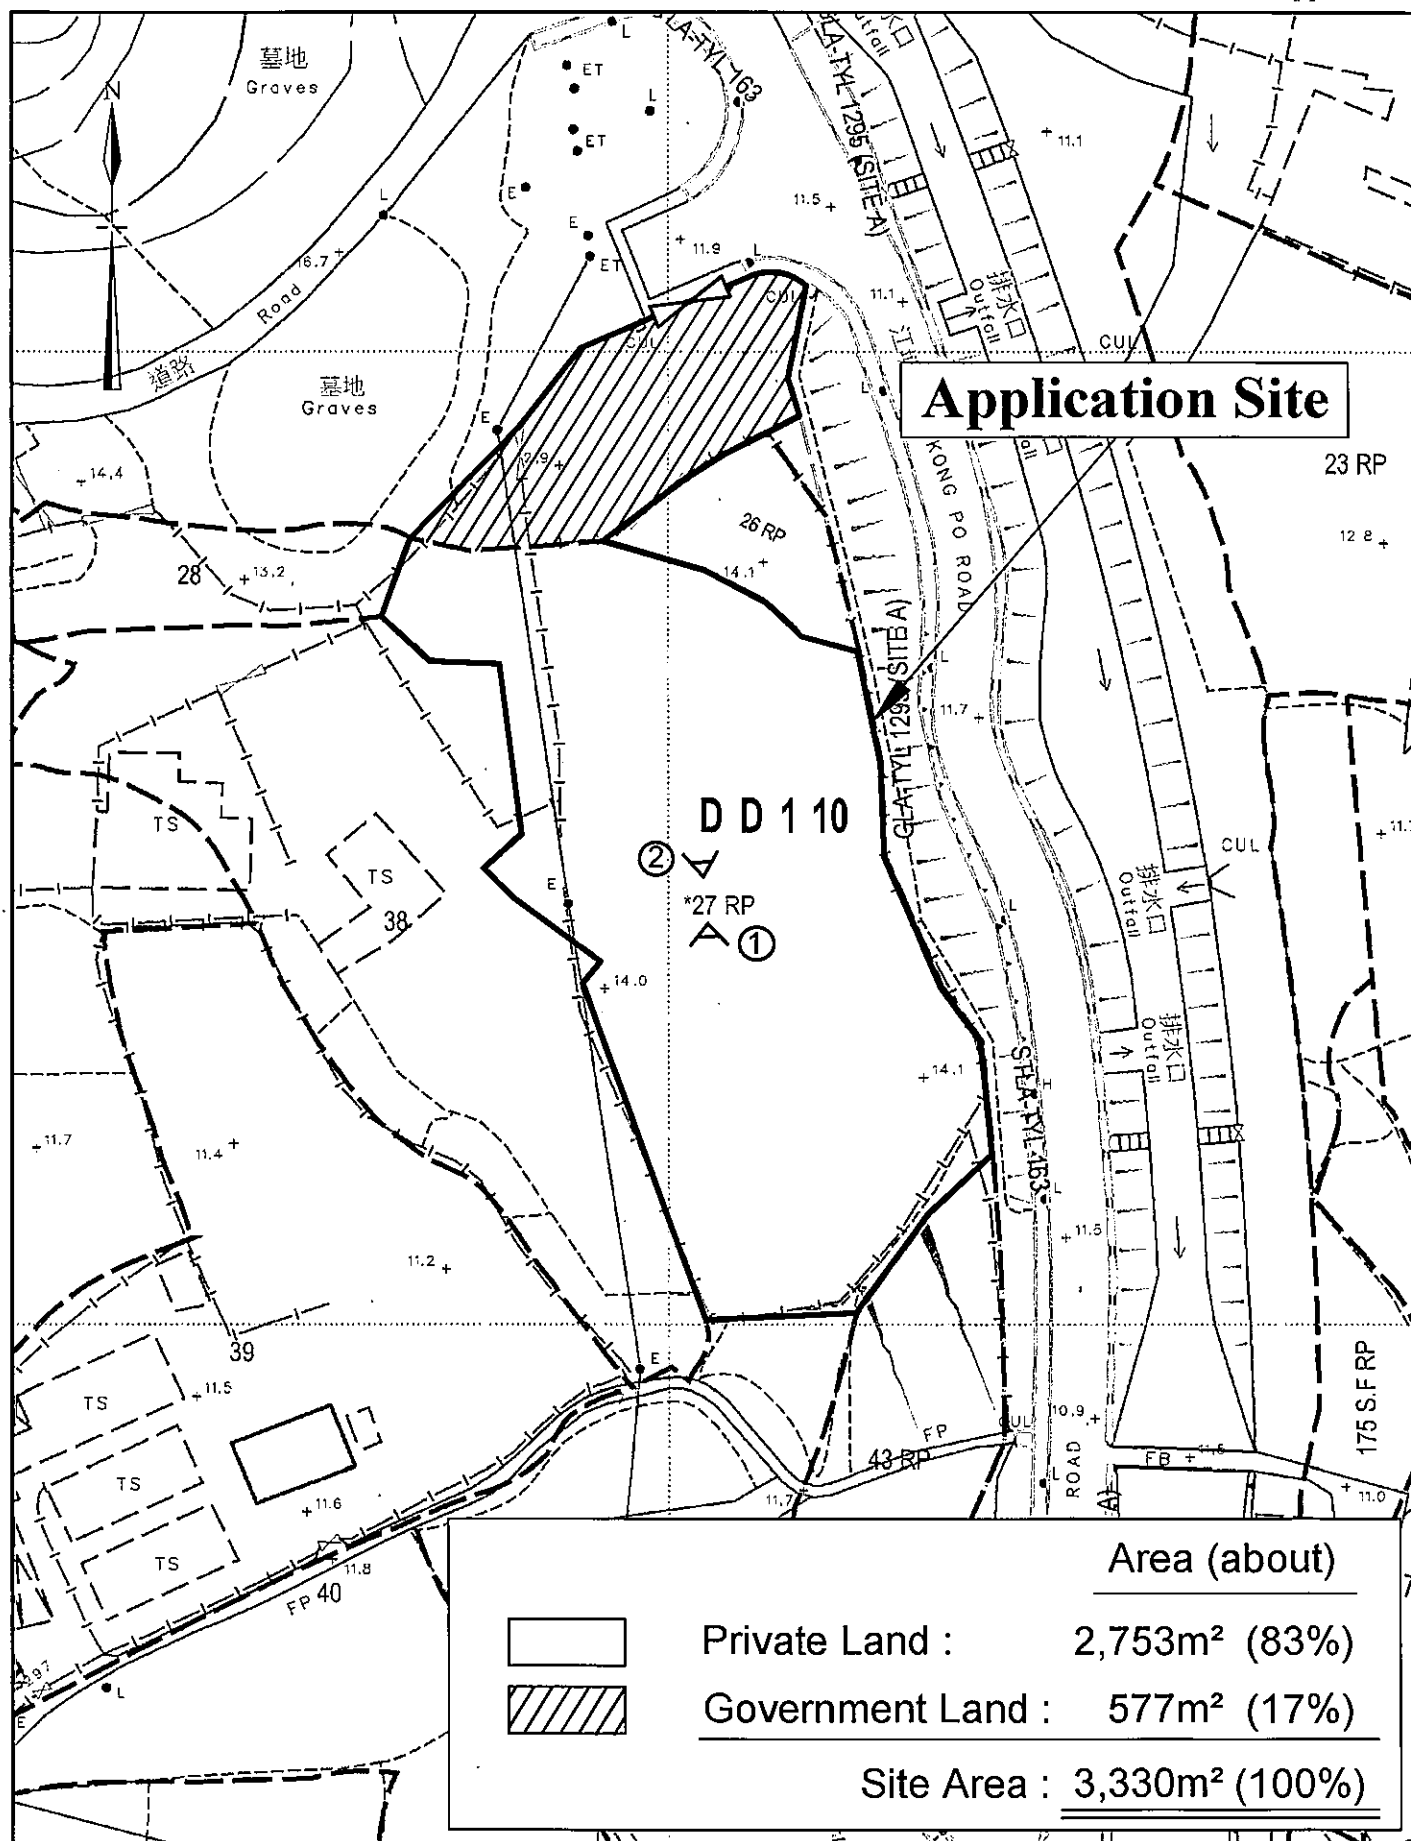 墓地
Graves
N
L
ET
L
ET
E
E
ET
L
GLA-TYL 1295 (SITE A)
排水口
Outfall
11.1
11.5
11.9
L
16.7
Road
道路
墓地
Graves
CUL
CUL
11.1
排水口
Outfall
CUL
L
Application Site
23 RP
12.8
E
14.4
28
13.2
26 RP
14.1
KONG PO ROAD
L
11.7
D D 1 10
②
*27 RP
①
TS
TS
38
E
14.0
14.1
L
CUL
排水口
Outfall
排水口
Outfall
H
L
11.5
11.7
11.4
11.2
39
TS
11.5
TS
11.6
TS
11.8
FP
40
E
FP
43 RP
11.7
CUL
10.9
L
ROAD
FB
11.0
175 S.F RP
L
E
Area (about)
Private Land : 2,753m² (83%)
Government Land : 577m² (17%)
Site Area : 3,330m² (100%)